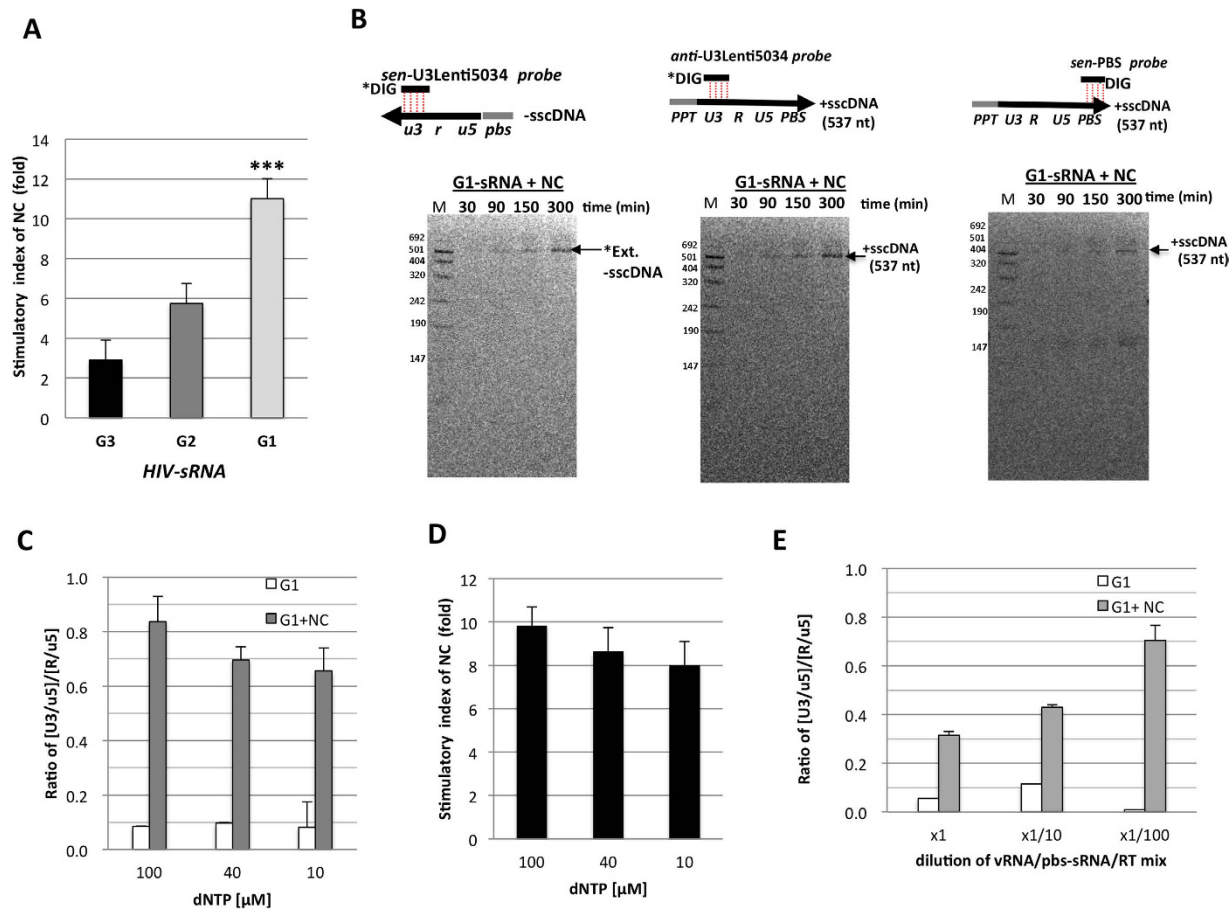 A
Stimulatory index of NC (fold)
14
12
10
8
6
4
2
0
***
G3 G2 G1
HIV-sRNA
B
sen-U3Lenti5034 probe
*DIG
u3 r u5 pbs
-sscDNA
anti-U3Lenti5034 probe
*DIG
+sscDNA
(537 nt)
PPT U3 R U5 PBS
sen-PBS probe
DIG
+sscDNA
(537 nt)
PPT U3 R U5 PBS
G1-sRNA + NC
M 30 90 150 300 time (min)
692
501
404
320
242
190
147
*Ext.
-sscDNA
G1-sRNA + NC
M 30 90 150 300 time (min)
692
501
404
320
242
190
147
+sscDNA
(537 nt)
G1-sRNA + NC
M 30 90 150 300 time (min)
692
501
404
320
242
190
147
+sscDNA
(537 nt)
C
Ratio of [U3/u5]/[R/u5]
1.0
0.8
0.6
0.4
0.2
0.0
G1
G1+NC
100 40 10
dNTP [µM]
D
Stimulatory index of NC (fold)
12
10
8
6
4
2
0
100 40 10
dNTP [µM]
E
Ratio of [U3/u5]/[R/u5]
1.0
0.8
0.6
0.4
0.2
0.0
G1
G1+ NC
x1 x1/10 x1/100
dilution of vRNA/pbs-sRNA/RT mix